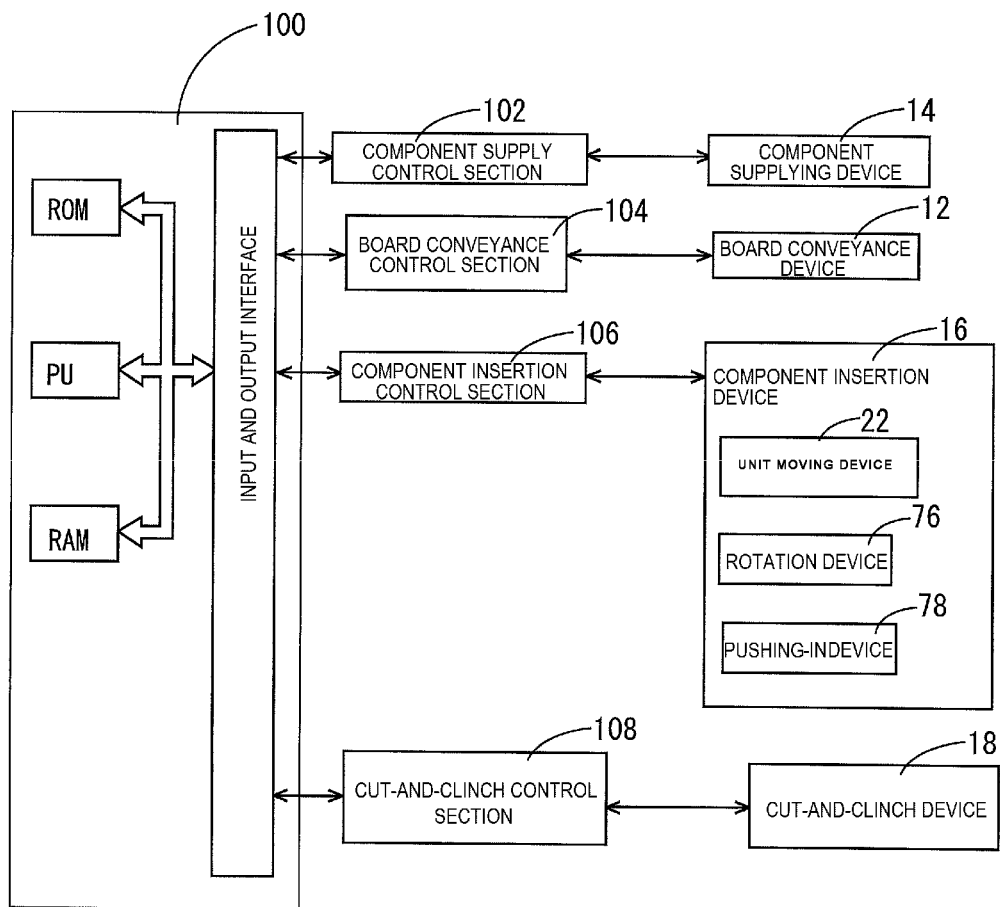 100
ROM
PU
RAM
INPUT AND OUTPUT INTERFACE
102
COMPONENT SUPPLY
CONTROL SECTION
14
COMPONENT
SUPPLYING DEVICE
104
BOARD CONVEYANCE
CONTROL SECTION
12
BOARD CONVEYANCE
DEVICE
106
COMPONENT INSERTION
CONTROL SECTION
16
COMPONENT INSERTION
DEVICE
22
UNIT MOVING DEVICE
76
ROTATION DEVICE
78
PUSHING-INDEVICE
108
CUT-AND-CLINCH CONTROL
SECTION
18
CUT-AND-CLINCH DEVICE